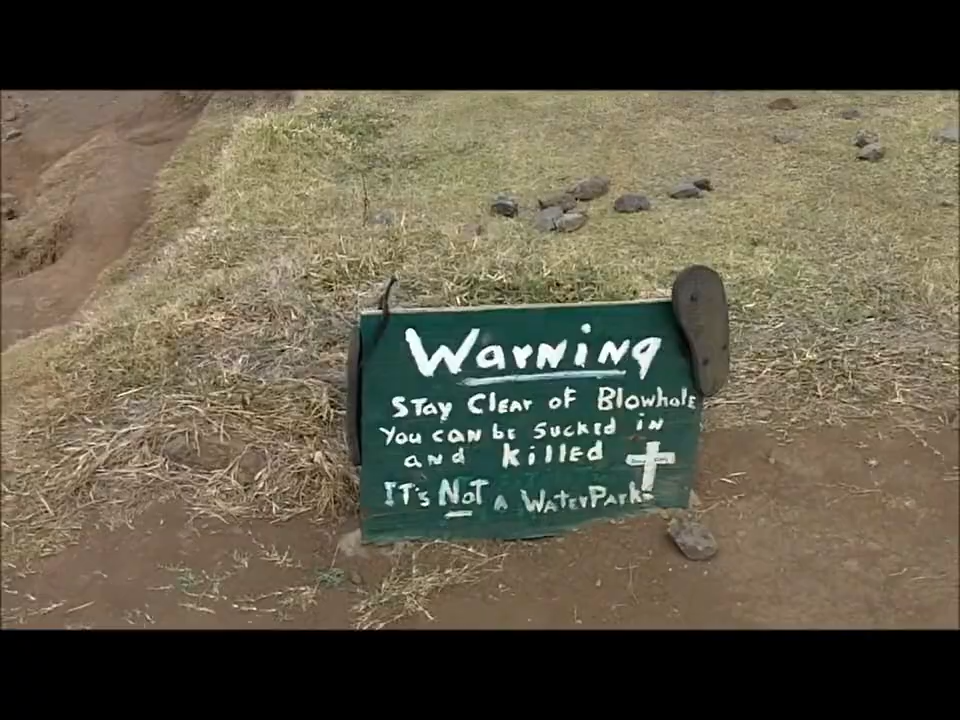 Warning
Stay Clear of Blowhole
You can be sucked in
and killed
It's Not a WaterPark